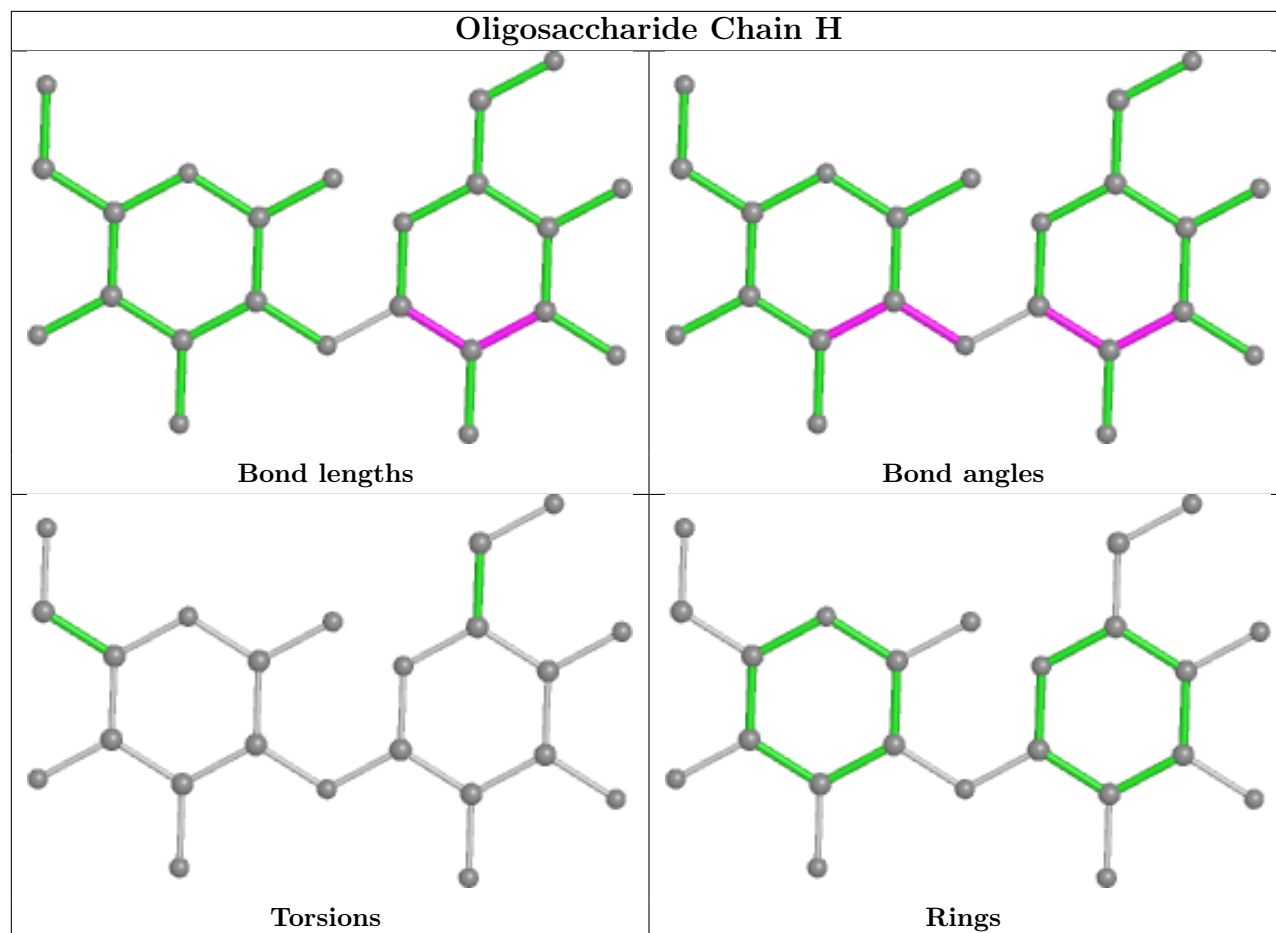 Oligosaccharide Chain H
Bond lengths
Bond angles
Torsions
Rings